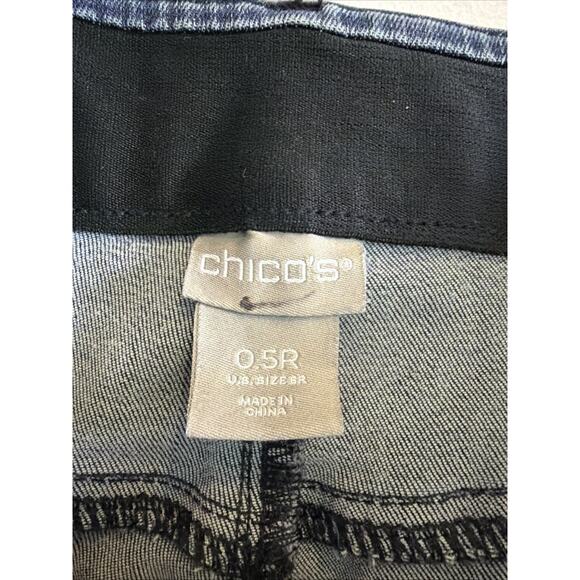 chico's®
0.5R
U.S. SIZE 6R
MADE IN
CHINA